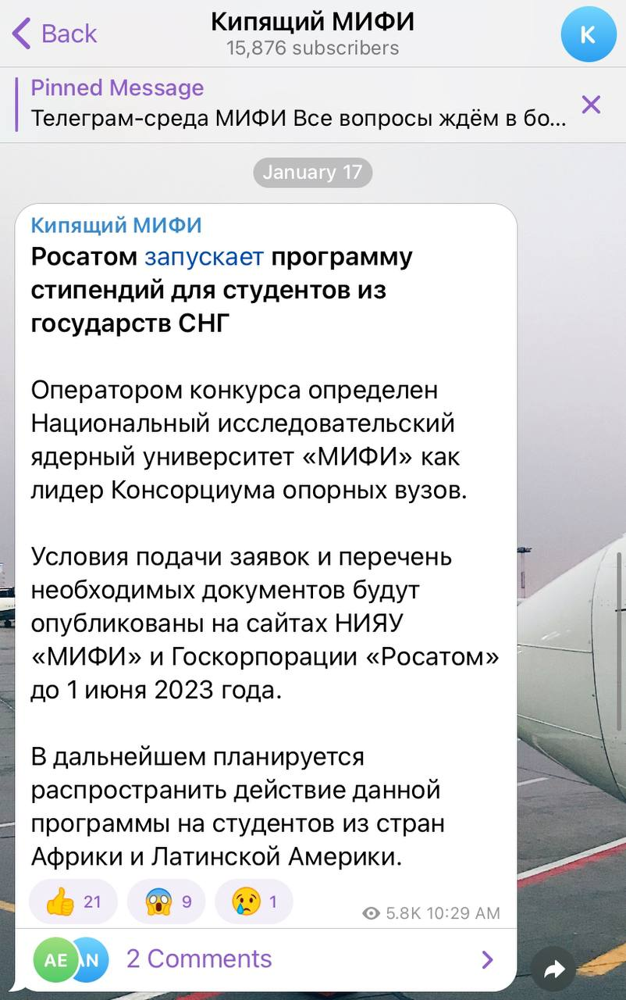 Back
Кипящий МИФИ
15,876 subscribers
K
Pinned Message
Телеграм-среда МИФИ Все вопросы ждём в бо...
January 17
Кипящий МИФИ
Росатом запускает программу
стипендий для студентов из
государств СНГ
Оператором конкурса определен
Национальный исследовательский
ядерный университет «МИФИ» как
лидер Консорциума опорных вузов.
Условия подачи заявок и перечень
необходимых документов будут
опубликованы на сайтах НИЯУ
«МИФИ» и Госкорпорации «Росатом»
до 1 июня 2023 года.
В дальнейшем планируется
распространить действие данной
программы на студентов из стран
Африки и Латинской Америки.
21 9 1
5.8K 10:29 AM
AE AN 2 Comments